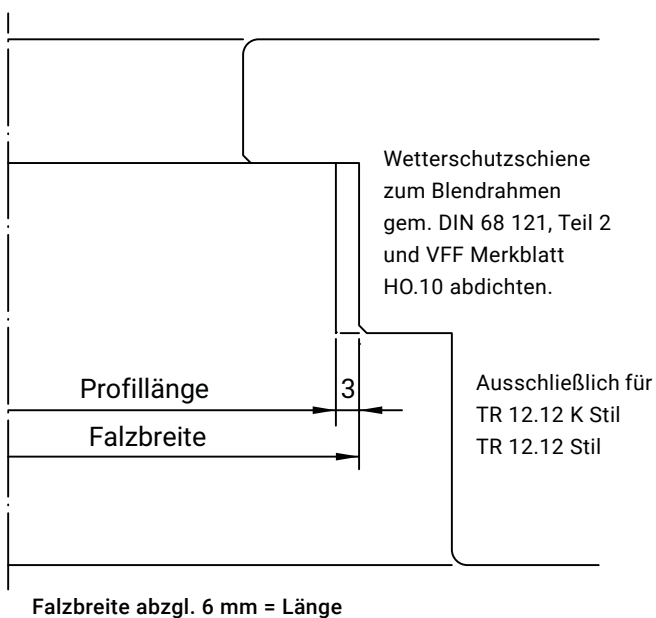 Wetterschutzschiene
zum Blendrahmen
gem. DIN 68 121, Teil 2
und VFF Merkblatt
HO.10 abdichten.
Profillänge
3
Falzbreite
Ausschließlich für
TR 12.12 K Stil
TR 12.12 Stil
Falzbreite abzgl. 6 mm = Länge